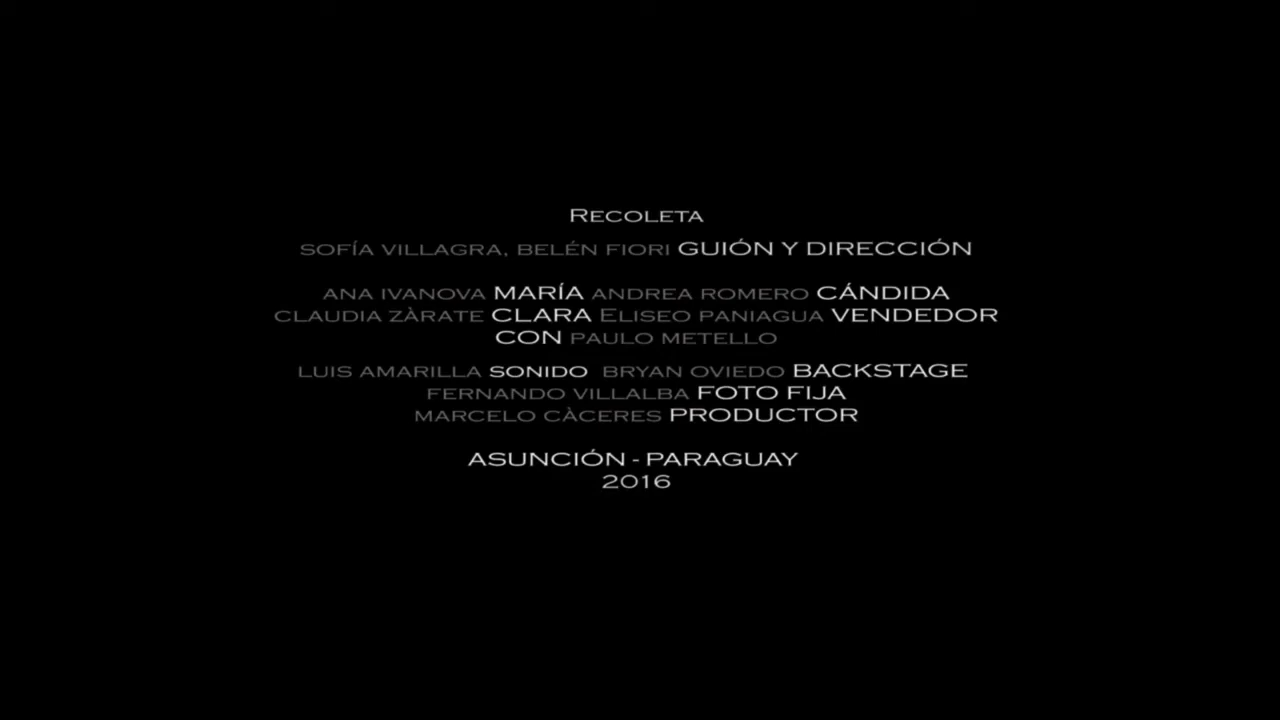 Recoleta
SOFÍA VILLAGRA, BELÉN FIORI GUIÓN Y DIRECCIÓN
ANA IVANOVA MARÍA ANDREA ROMERO CÁNDIDA
CLAUDIA ZÀRATE CLARA ELISEO PANIAGUA VENDEDOR
CON PAULO METELLO
LUIS AMARILLA SONIDO BRYAN OVIEDO BACKSTAGE
FERNANDO VILLALBA FOTO FIJA
MARCELO CÀCERES PRODUCTOR
ASUNCIÓN - PARAGUAY
2016